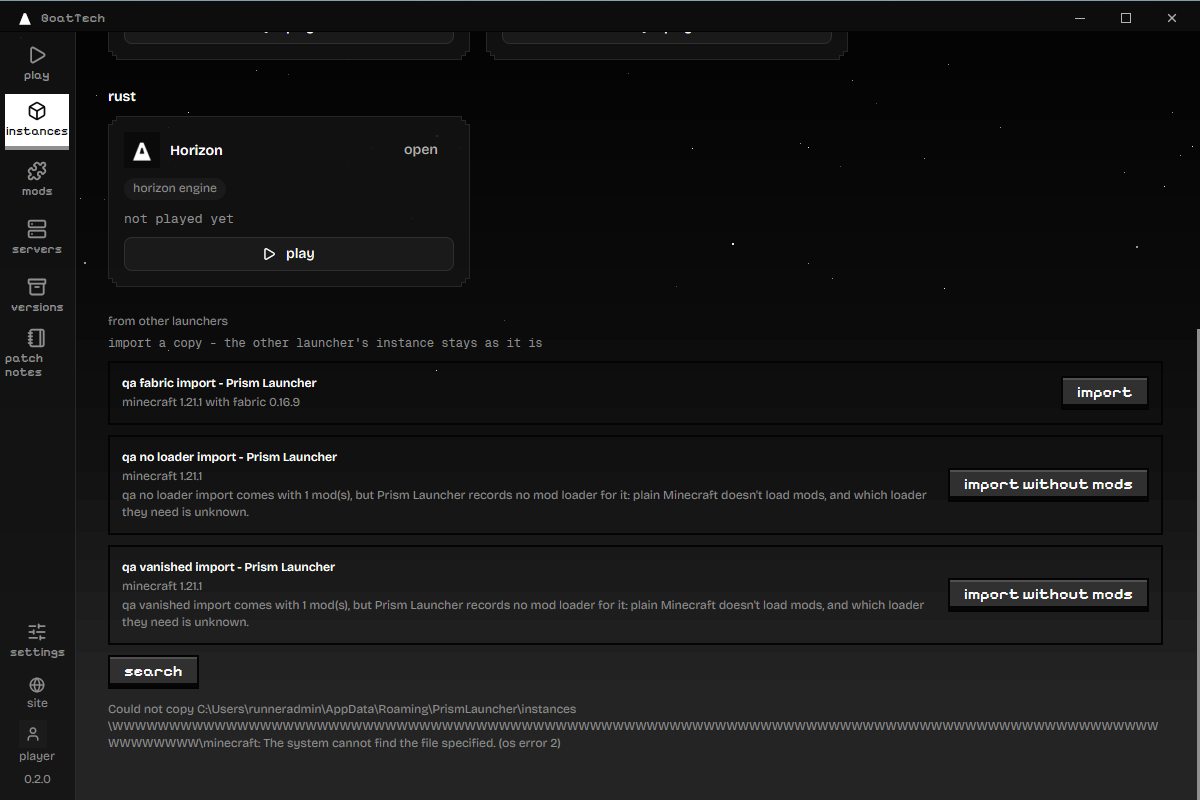 GoatTech
play
instances
mods
servers
versions
patch
notes
settings
site
player
0.2.0
rust
Horizon
open
horizon engine
not played yet
play
from other launchers
import a copy - the other launcher's instance stays as it is
qa fabric import - Prism Launcher
minecraft 1.21.1 with fabric 0.16.9
import
qa no loader import - Prism Launcher
minecraft 1.21.1
qa no loader import comes with 1 mod(s), but Prism Launcher records no mod loader for it: plain Minecraft doesn't load mods, and which loader
they need is unknown.
import without mods
qa vanished import - Prism Launcher
minecraft 1.21.1
qa vanished import comes with 1 mod(s), but Prism Launcher records no mod loader for it: plain Minecraft doesn't load mods, and which loader
they need is unknown.
import without mods
search
Could not copy C:\Users\runneradmin\AppData\Roaming\PrismLauncher\instances
minecraft: The system cannot find the file specified. (os error 2)